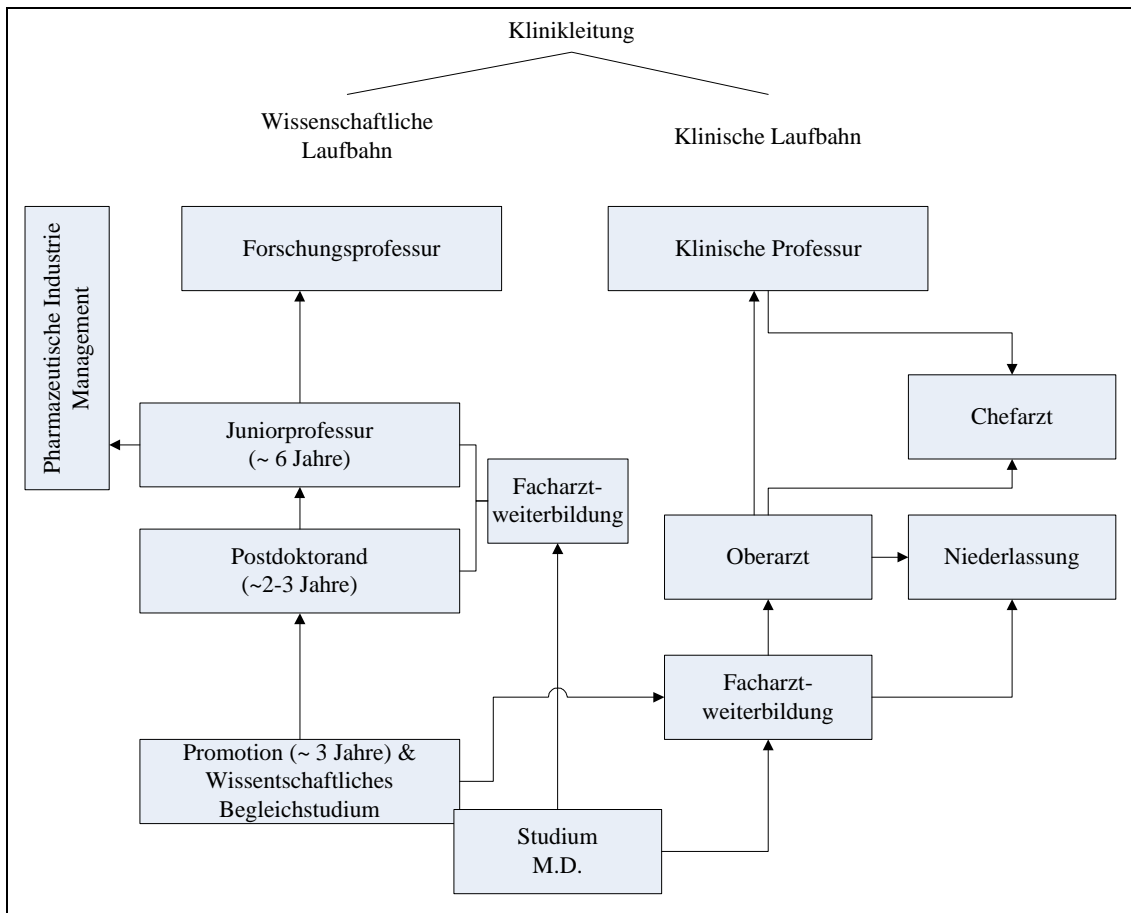 Klinikleitung
Wissenschaftliche
Laufbahn
Klinische Laufbahn
Pharmazeutische Industrie
Management
Forschungsprofessur
Klinische Professur
Chefarzt
Juniorprofessur
(~ 6 Jahre)
Facharzt-
weiterbildung
Postdoktorand
(~2-3 Jahre)
Oberarzt
Niederlassung
Facharzt-
weiterbildung
Promotion (~ 3 Jahre) &
Wissentschaftliches
Begleichstudium
Studium
M.D.